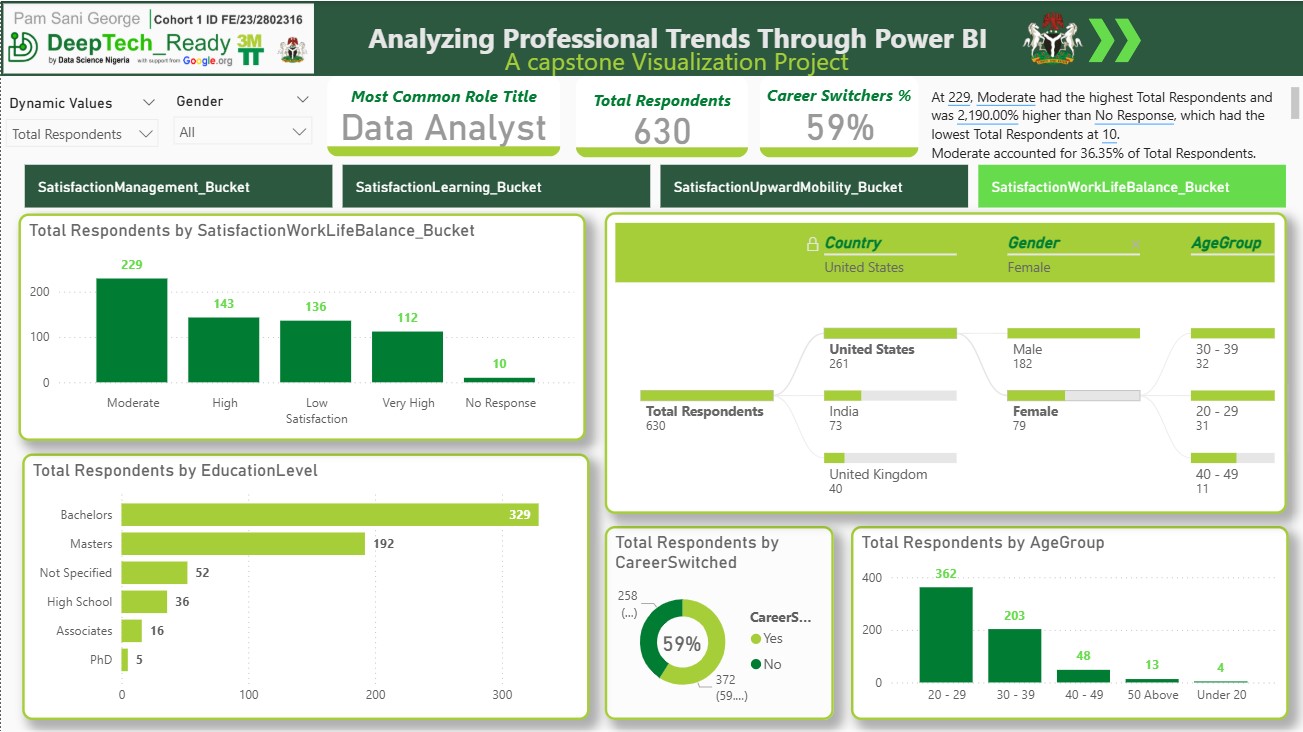 Pam Sani George
Cohort 1 ID FE/23/2802316
DeepTech_Ready
3M
TT
by Data Science Nigeria
with support from Google.org
Analyzing Professional Trends Through Power BI
A capstone Visualization Project
Dynamic Values
Total Respondents
Gender
All
Most Common Role Title
Data Analyst
Total Respondents
630
Career Switchers %
59%
At 229, Moderate had the highest Total Respondents and
was 2,190.00% higher than No Response, which had the
lowest Total Respondents at 10.
Moderate accounted for 36.35% of Total Respondents.
SatisfactionManagement_Bucket
SatisfactionLearning_Bucket
SatisfactionUpwardMobility_Bucket
SatisfactionWorkLifeBalance_Bucket
Total Respondents by SatisfactionWorkLifeBalance_Bucket
200
100
0
229
143
136
112
10
Moderate
High
Low
Satisfaction
Very High
No Response
Country
United States
Gender
Female
AgeGroup
Total Respondents
630
United States
261
India
73
United Kingdom
40
Male
182
Female
79
30 - 39
32
20 - 29
31
40 - 49
11
Total Respondents by EducationLevel
Bachelors
329
Masters
192
Not Specified
52
High School
36
Associates
16
PhD
5
0
100
200
300
Total Respondents by
CareerSwitched
258
(...)
59%
372
(59....)
CareerS...
Yes
No
Total Respondents by AgeGroup
400
200
0
362
203
48
13
4
20 - 29
30 - 39
40 - 49
50 Above
Under 20